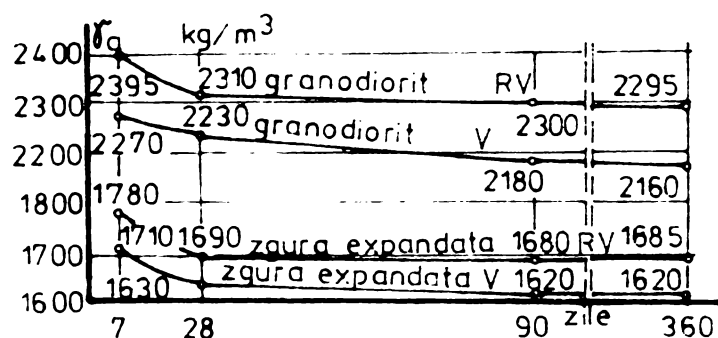 γa kg/m³
2400
2395 2310 granodiorit RV 2295
2300
2300
2270 2230 granodiorit V
2200
2180 2160
1780
1800
1710 1690 zgura expandata 1680 RV 1685
1700
1630 zgura expandata V 1620 1620
1600
7 28 90 zile 360